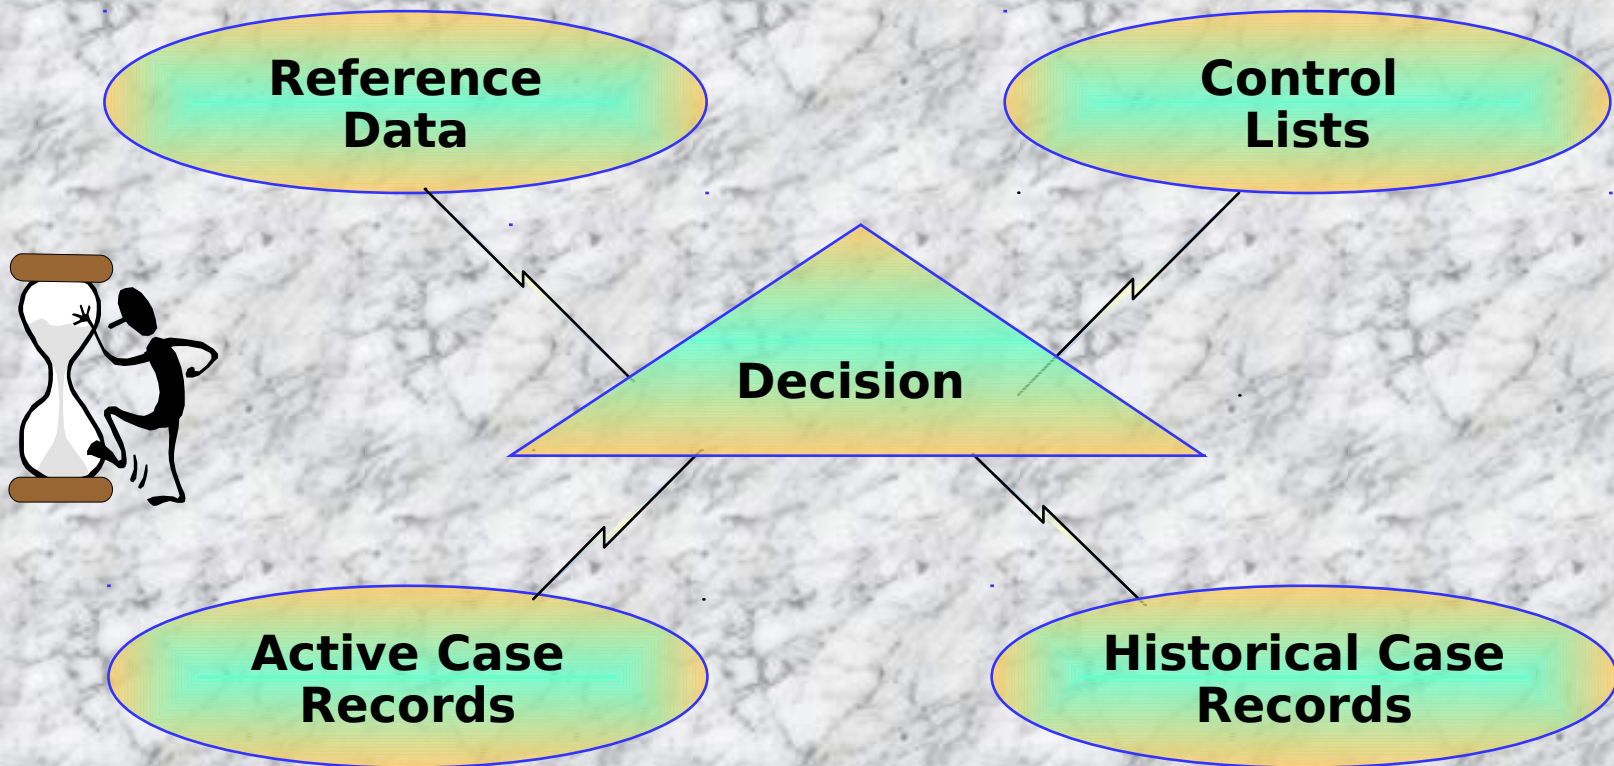 Reference
Data
Control
Lists
Decision
Active Case
Records
Historical Case
Records